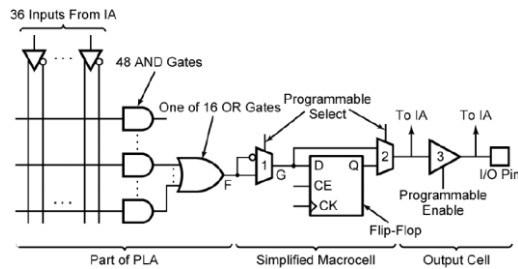 36 Inputs From IA
48 AND Gates
One of 16 OR Gates
Programmable
Select
To IA
To IA
F
1
G
D
Q
CE
CK
2
3
I/O Pin
Programmable
Enable
Flip-Flop
Part of PLA
Simplified Macrocell
Output Cell